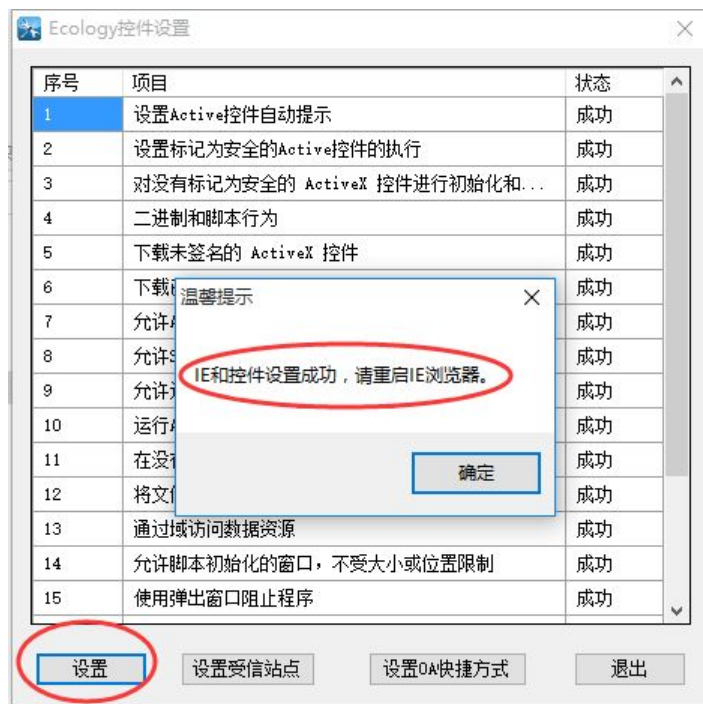 Ecology控件设置
序号 项目 状态
1 设置Active控件自动提示 成功
2 设置标记为安全的Active控件的执行 成功
3 对没有标记为安全的 ActiveX 控件进行初始化和... 成功
4 二进制和脚本行为 成功
5 下载未签名的 ActiveX 控件 成功
6 下载 成功
7 允许 成功
8 允许S 成功
9 允许 成功
10 运行 成功
11 在没 成功
12 将文 成功
温馨提示
IE和控件设置成功，请重启IE浏览器。
确定
13 通过域访问数据资源 成功
14 允许脚本初始化的窗口，不受大小或位置限制 成功
15 使用弹出窗口阻止程序 成功
设置 设置受信站点 设置OA快捷方式 退出